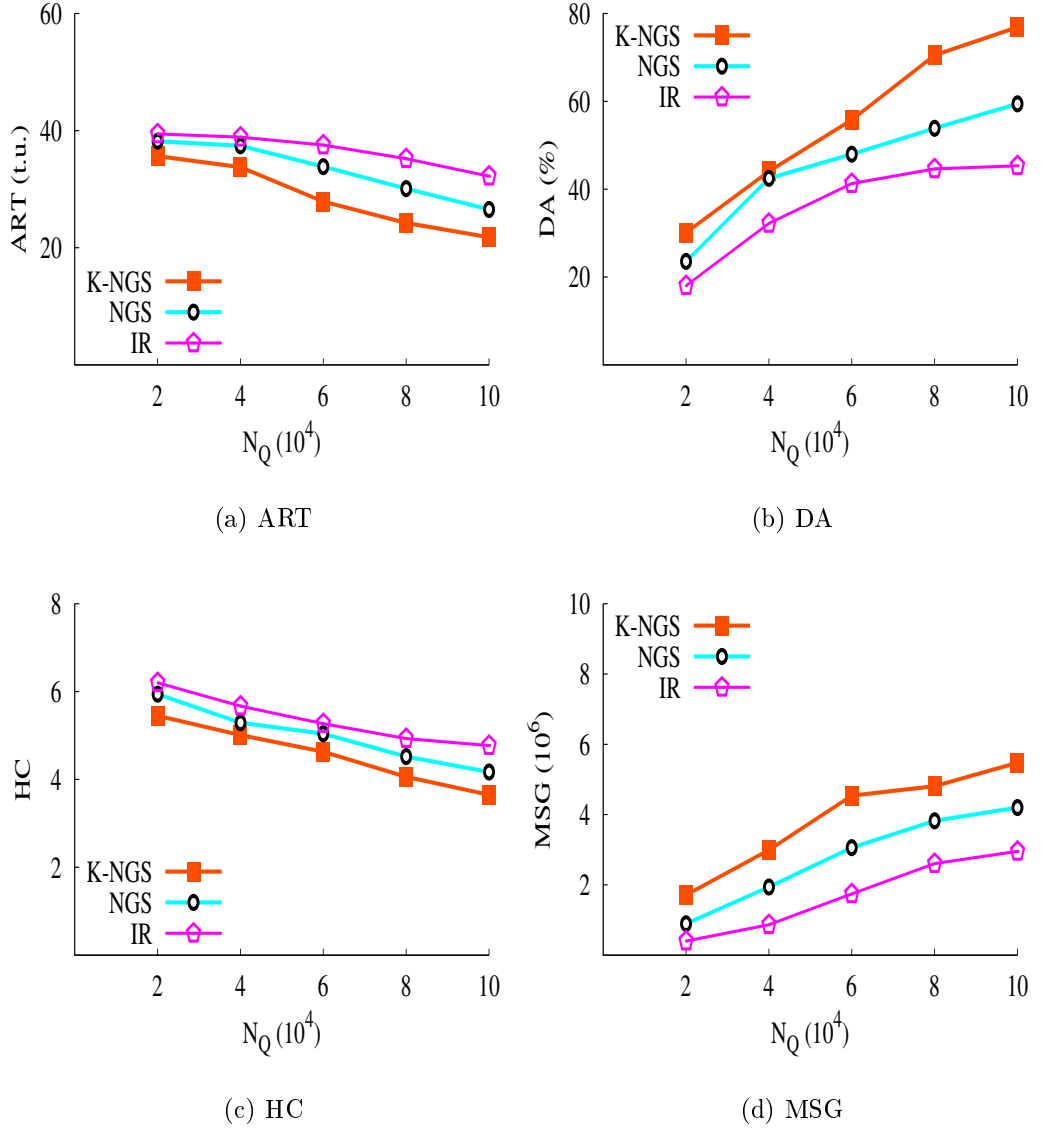 60
40
20
ART (t.u.)
K-NGS
NGS
IR
2 4 6 8 10
N_Q (10^4)
(a) ART
80
60
40
20
DA (%)
K-NGS
NGS
IR
2 4 6 8 10
N_Q (10^4)
(b) DA
8
6
4
2
HC
K-NGS
NGS
IR
2 4 6 8 10
N_Q (10^4)
(c) HC
10
8
6
4
2
MSG (10^6)
K-NGS
NGS
IR
2 4 6 8 10
N_Q (10^4)
(d) MSG